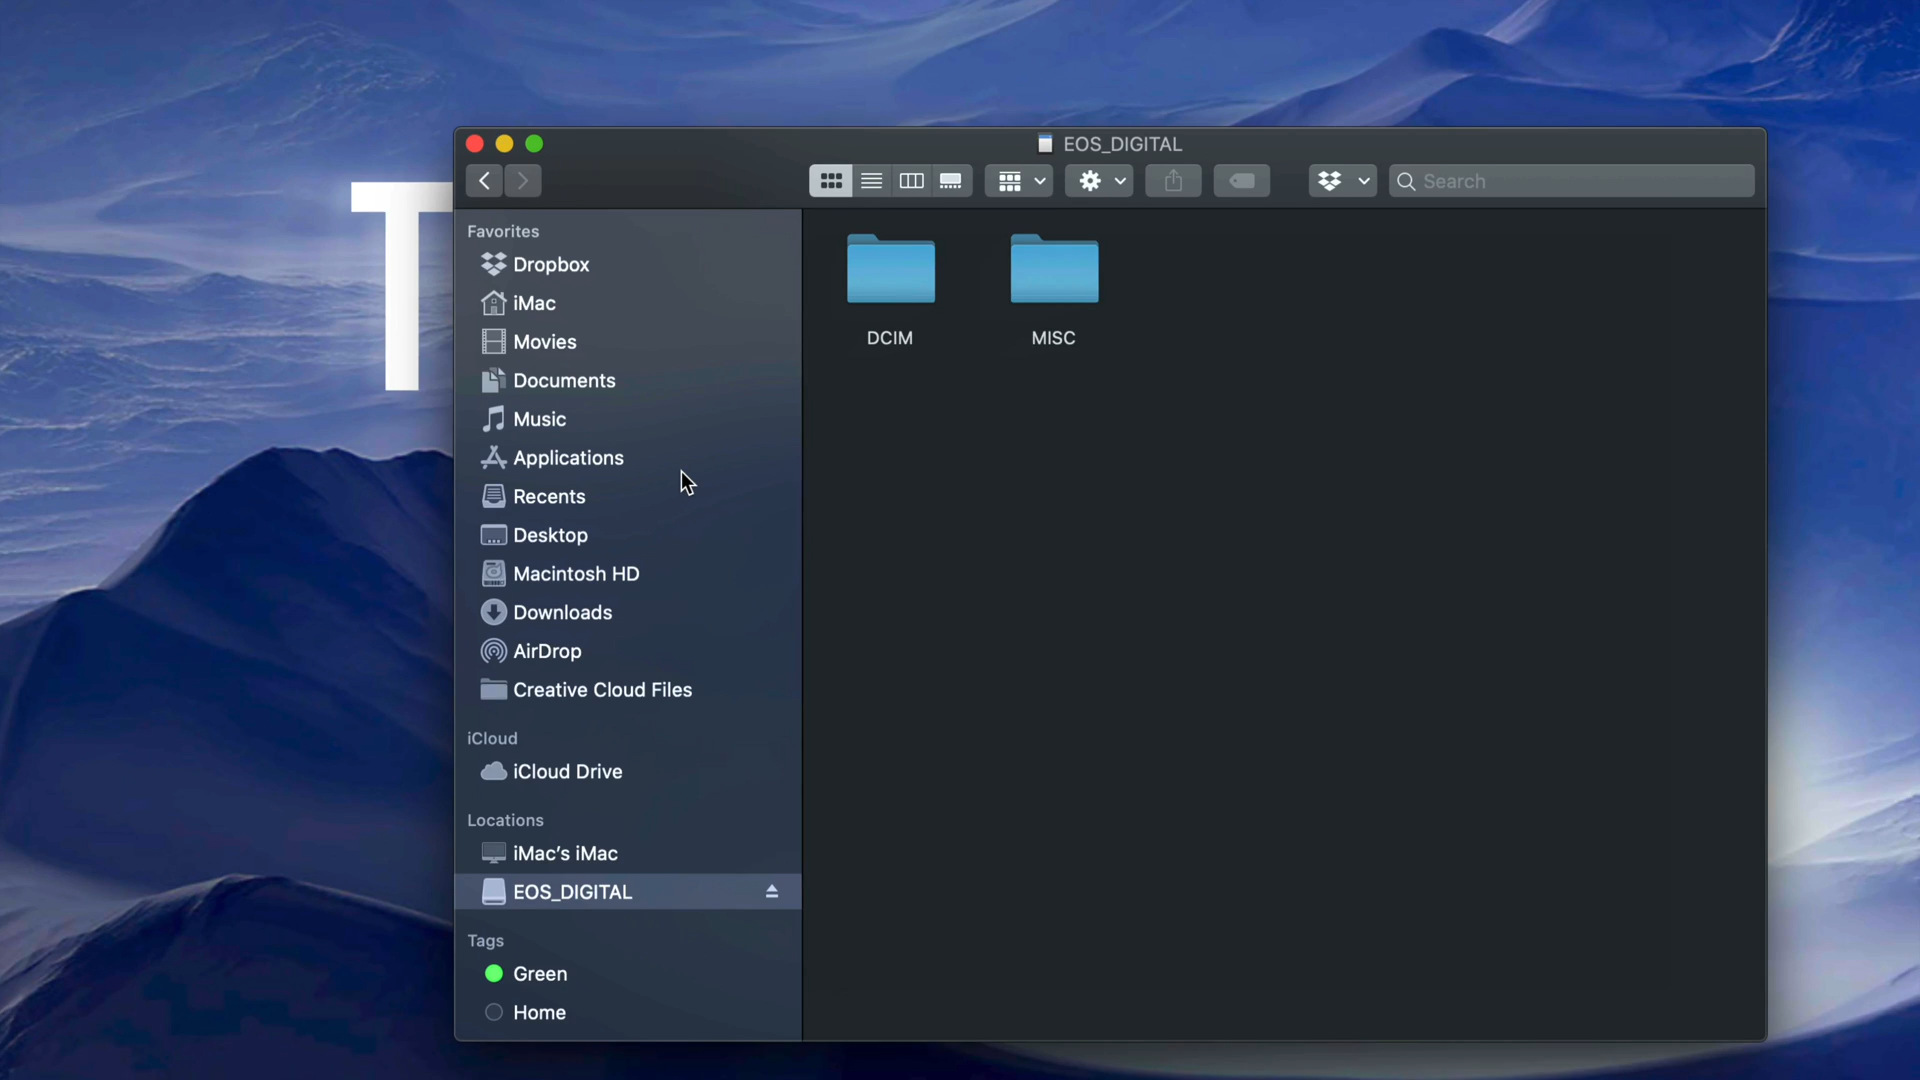 T
EOS_DIGITAL
Search
Favorites
Dropbox
iMac
Movies
Documents
Music
Applications
Recents
Desktop
Macintosh HD
Downloads
AirDrop
Creative Cloud Files
iCloud
iCloud Drive
Locations
iMac's iMac
EOS_DIGITAL
Tags
Green
Home
DCIM
MISC